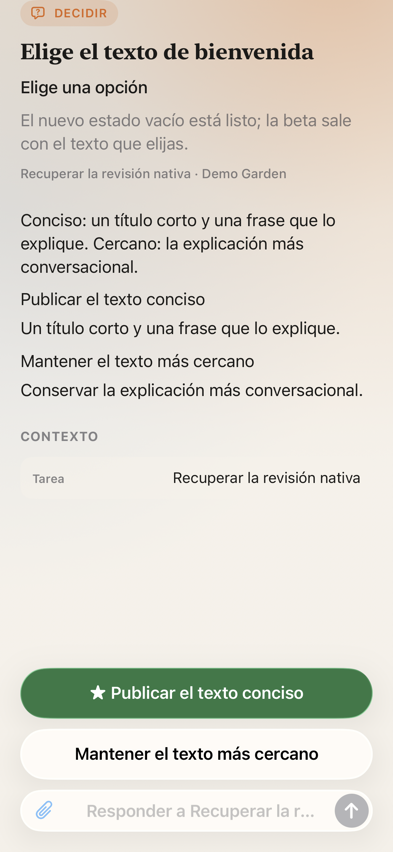 DECIDIR
Elige el texto de bienvenida
Elige una opción
El nuevo estado vacío está listo; la beta sale
con el texto que elijas.
Recuperar la revisión nativa · Demo Garden
Conciso: un título corto y una frase que lo
explique. Cercano: la explicación más
conversacional.
Publicar el texto conciso
Un título corto y una frase que lo explique.
Mantener el texto más cercano
Conservar la explicación más conversacional.
CONTEXTO
Tarea Recuperar la revisión nativa
★ Publicar el texto conciso
Mantener el texto más cercano
Responder a Recuperar la r...